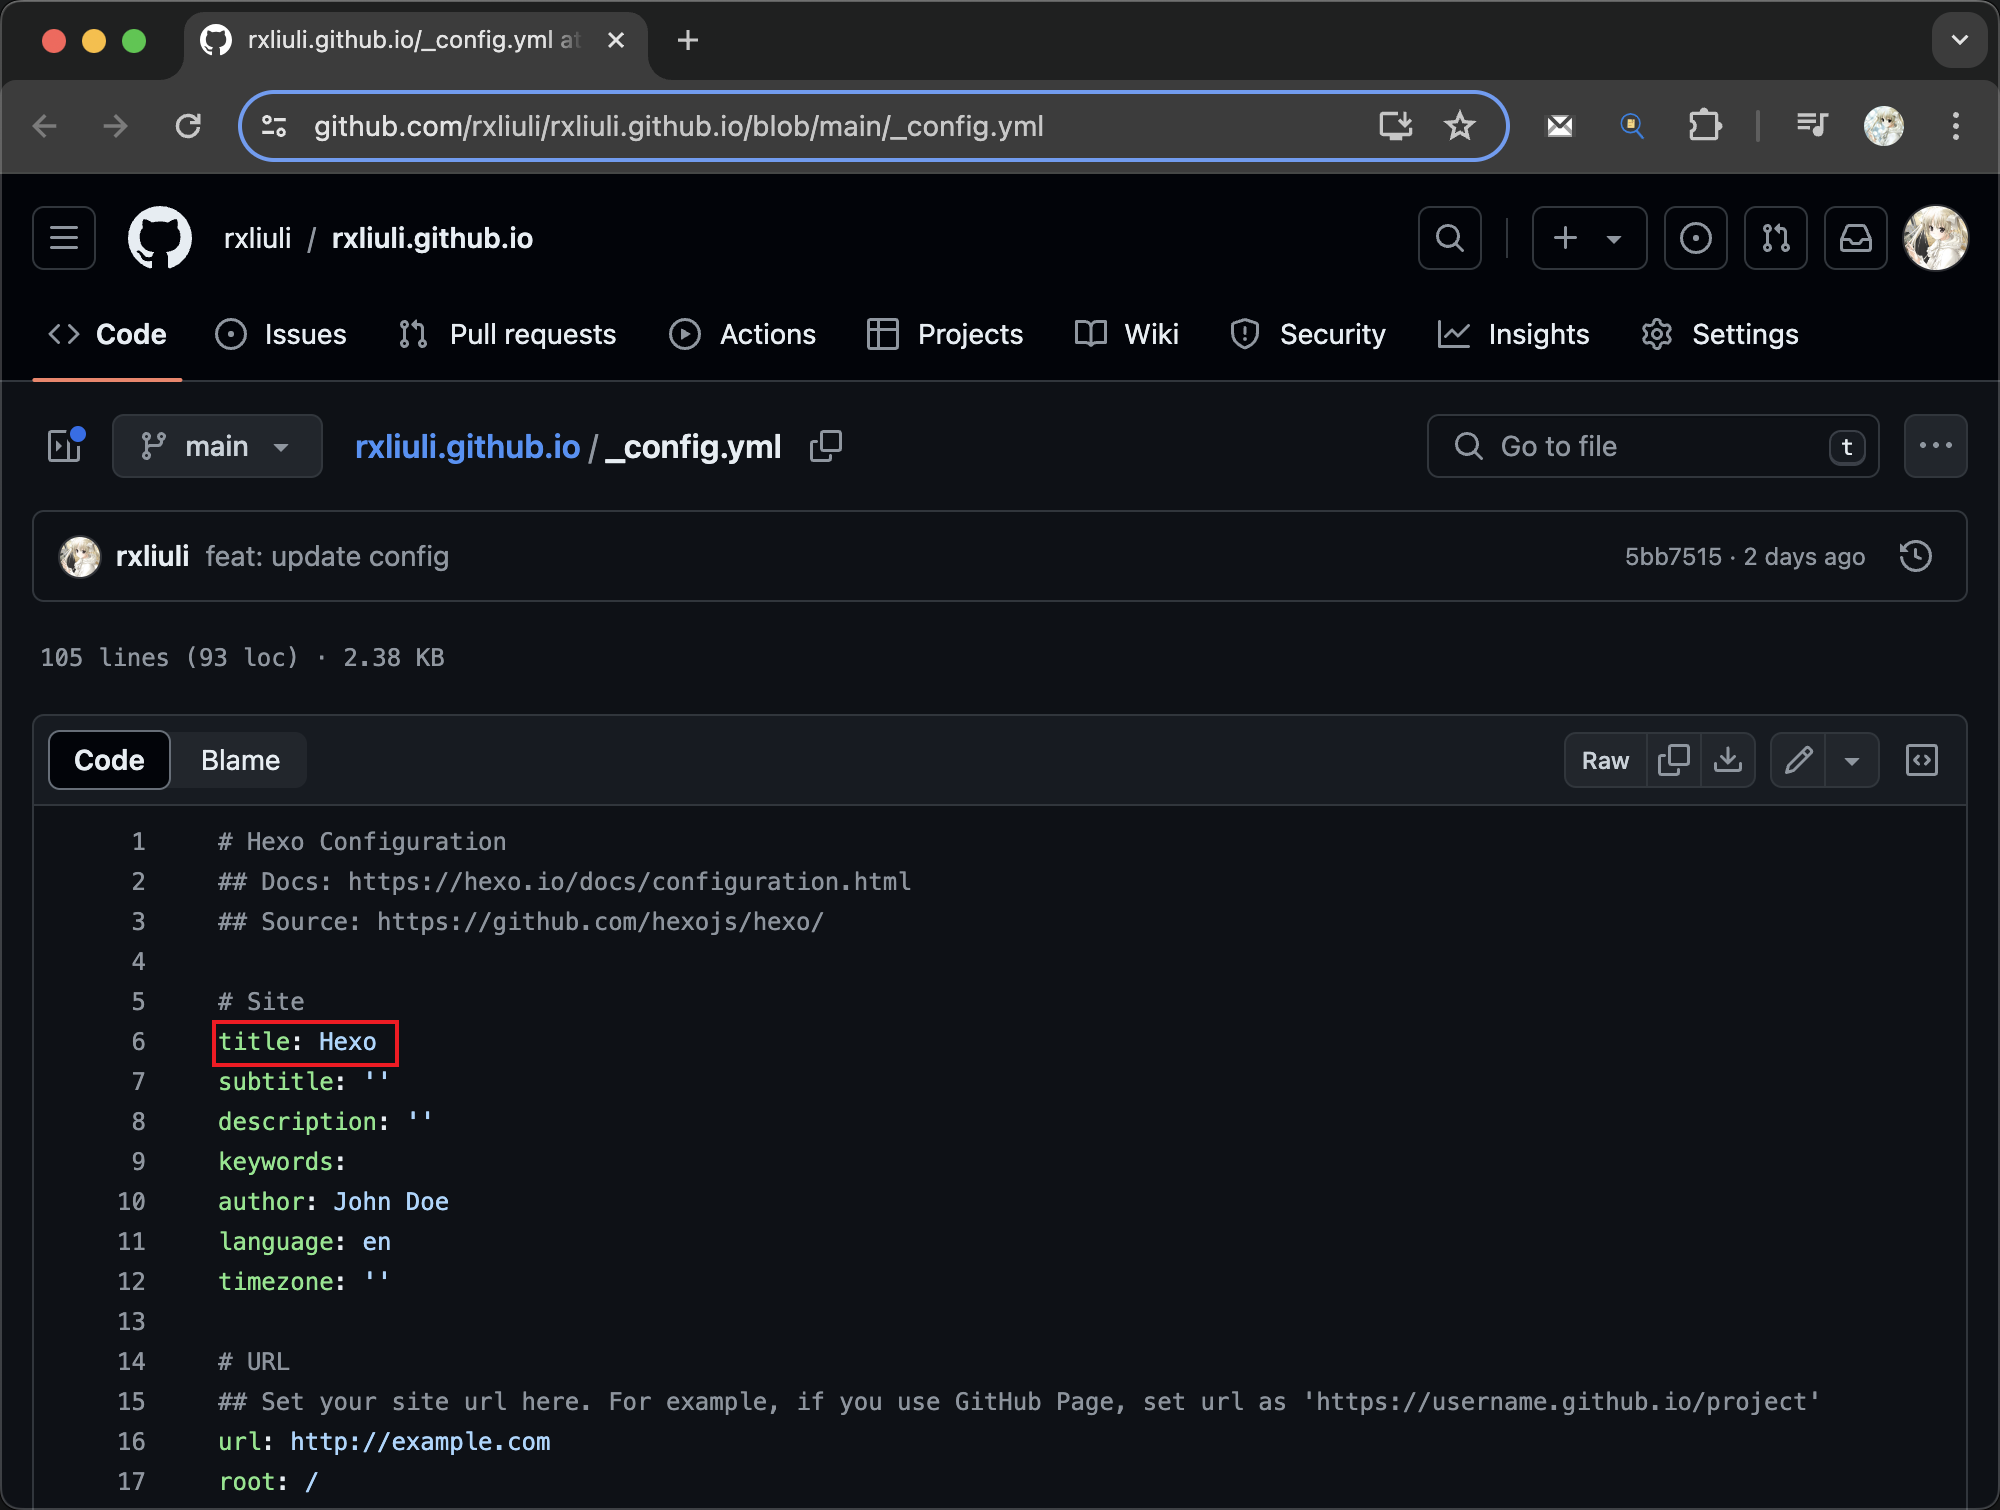 rxliuli.github.io/_config.yml at
github.com/rxliuli/rxliuli.github.io/blob/main/_config.yml
rxliuli / rxliuli.github.io
Code Issues Pull requests Actions Projects Wiki Security Insights Settings
main rxliuli.github.io / _config.yml Go to file t
rxliuli feat: update config 5bb7515 · 2 days ago
105 lines (93 loc) · 2.38 KB
Code Blame Raw
1 # Hexo Configuration
2 ## Docs: https://hexo.io/docs/configuration.html
3 ## Source: https://github.com/hexojs/hexo/
4
5 # Site
6 title: Hexo
7 subtitle: ''
8 description: ''
9 keywords:
10 author: John Doe
11 language: en
12 timezone: ''
13
14 # URL
15 ## Set your site url here. For example, if you use GitHub Page, set url as 'https://username.github.io/project'
16 url: http://example.com
17 root: /